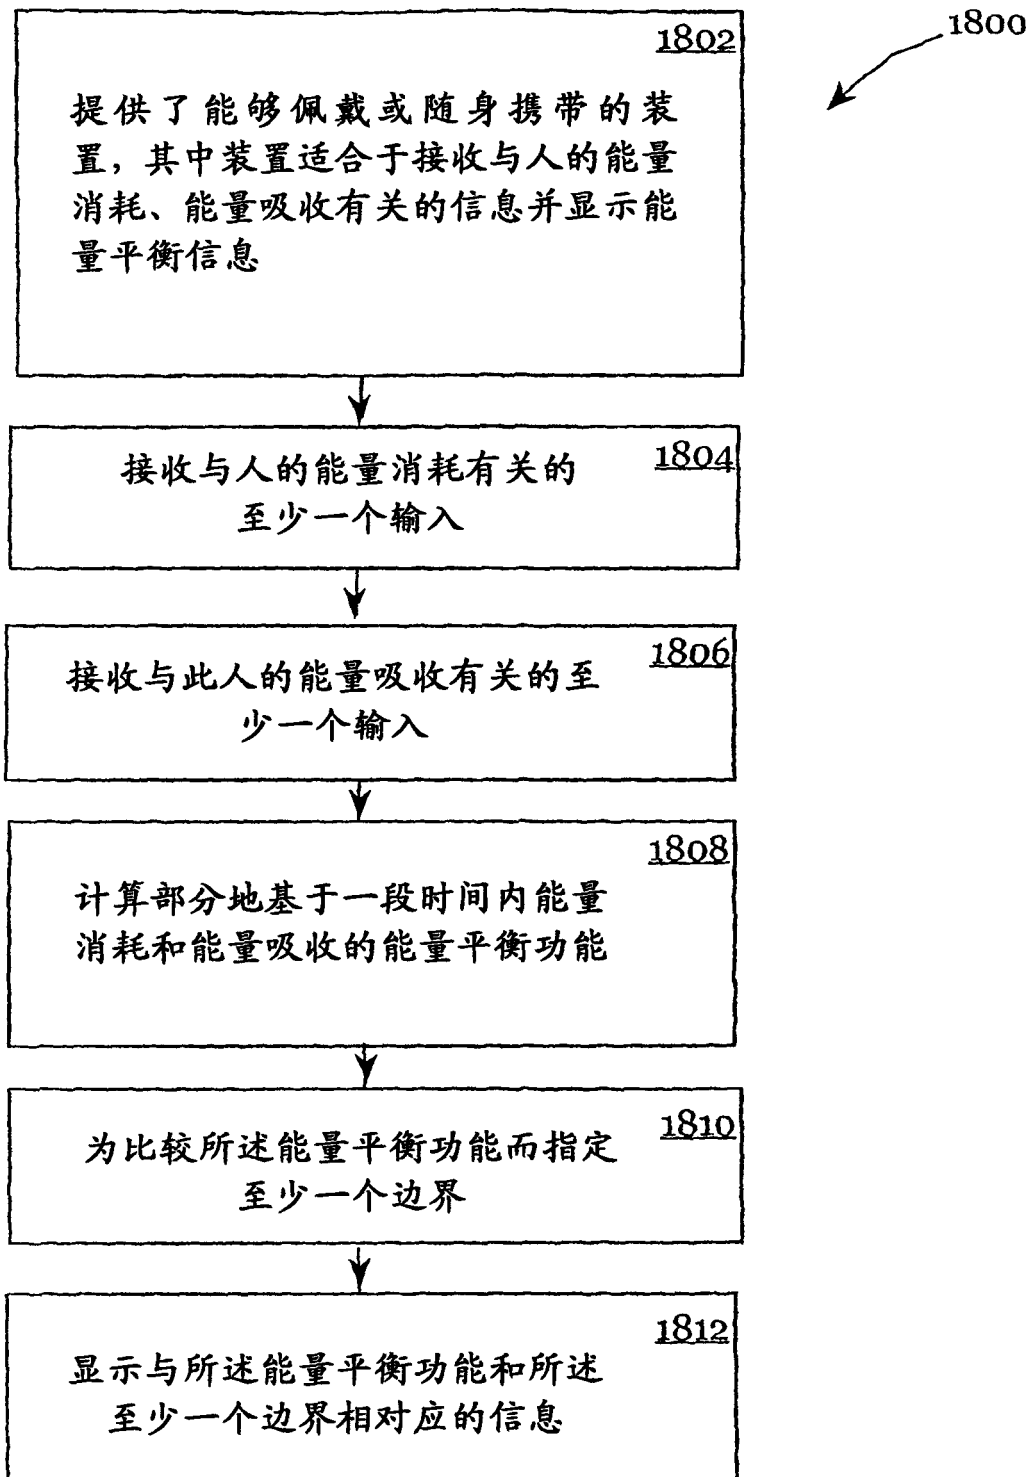 1800
1802
提供了能够佩戴或随身携带的装
置，其中装置适合于接收与人的能量
消耗、能量吸收有关的信息并显示能
量平衡信息
1804
接收与人的能量消耗有关的
至少一个输入
1806
接收与此人的能量吸收有关的至
少一个输入
1808
计算部分地基于一段时间内能量
消耗和能量吸收的能量平衡功能
1810
为比较所述能量平衡功能而指定
至少一个边界
1812
显示与所述能量平衡功能和所述
至少一个边界相对应的信息